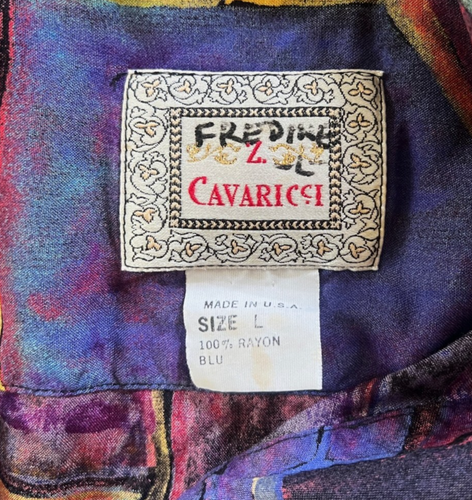 FREDINE
Z.
L
CAVARICCI
MADE IN U.S.A.
SIZE L
100% RAYON
BLU